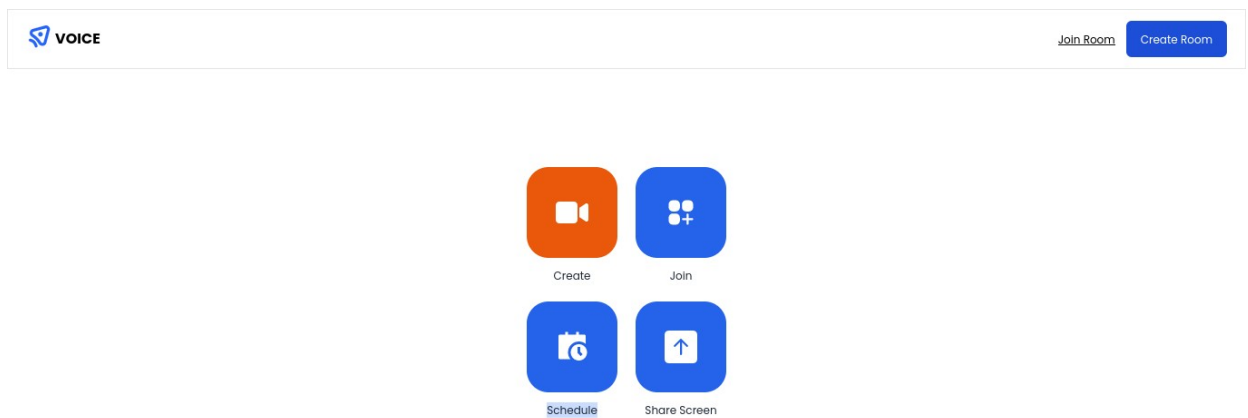 VOICE
Join Room
Create Room
Create
Join
Schedule
Share Screen